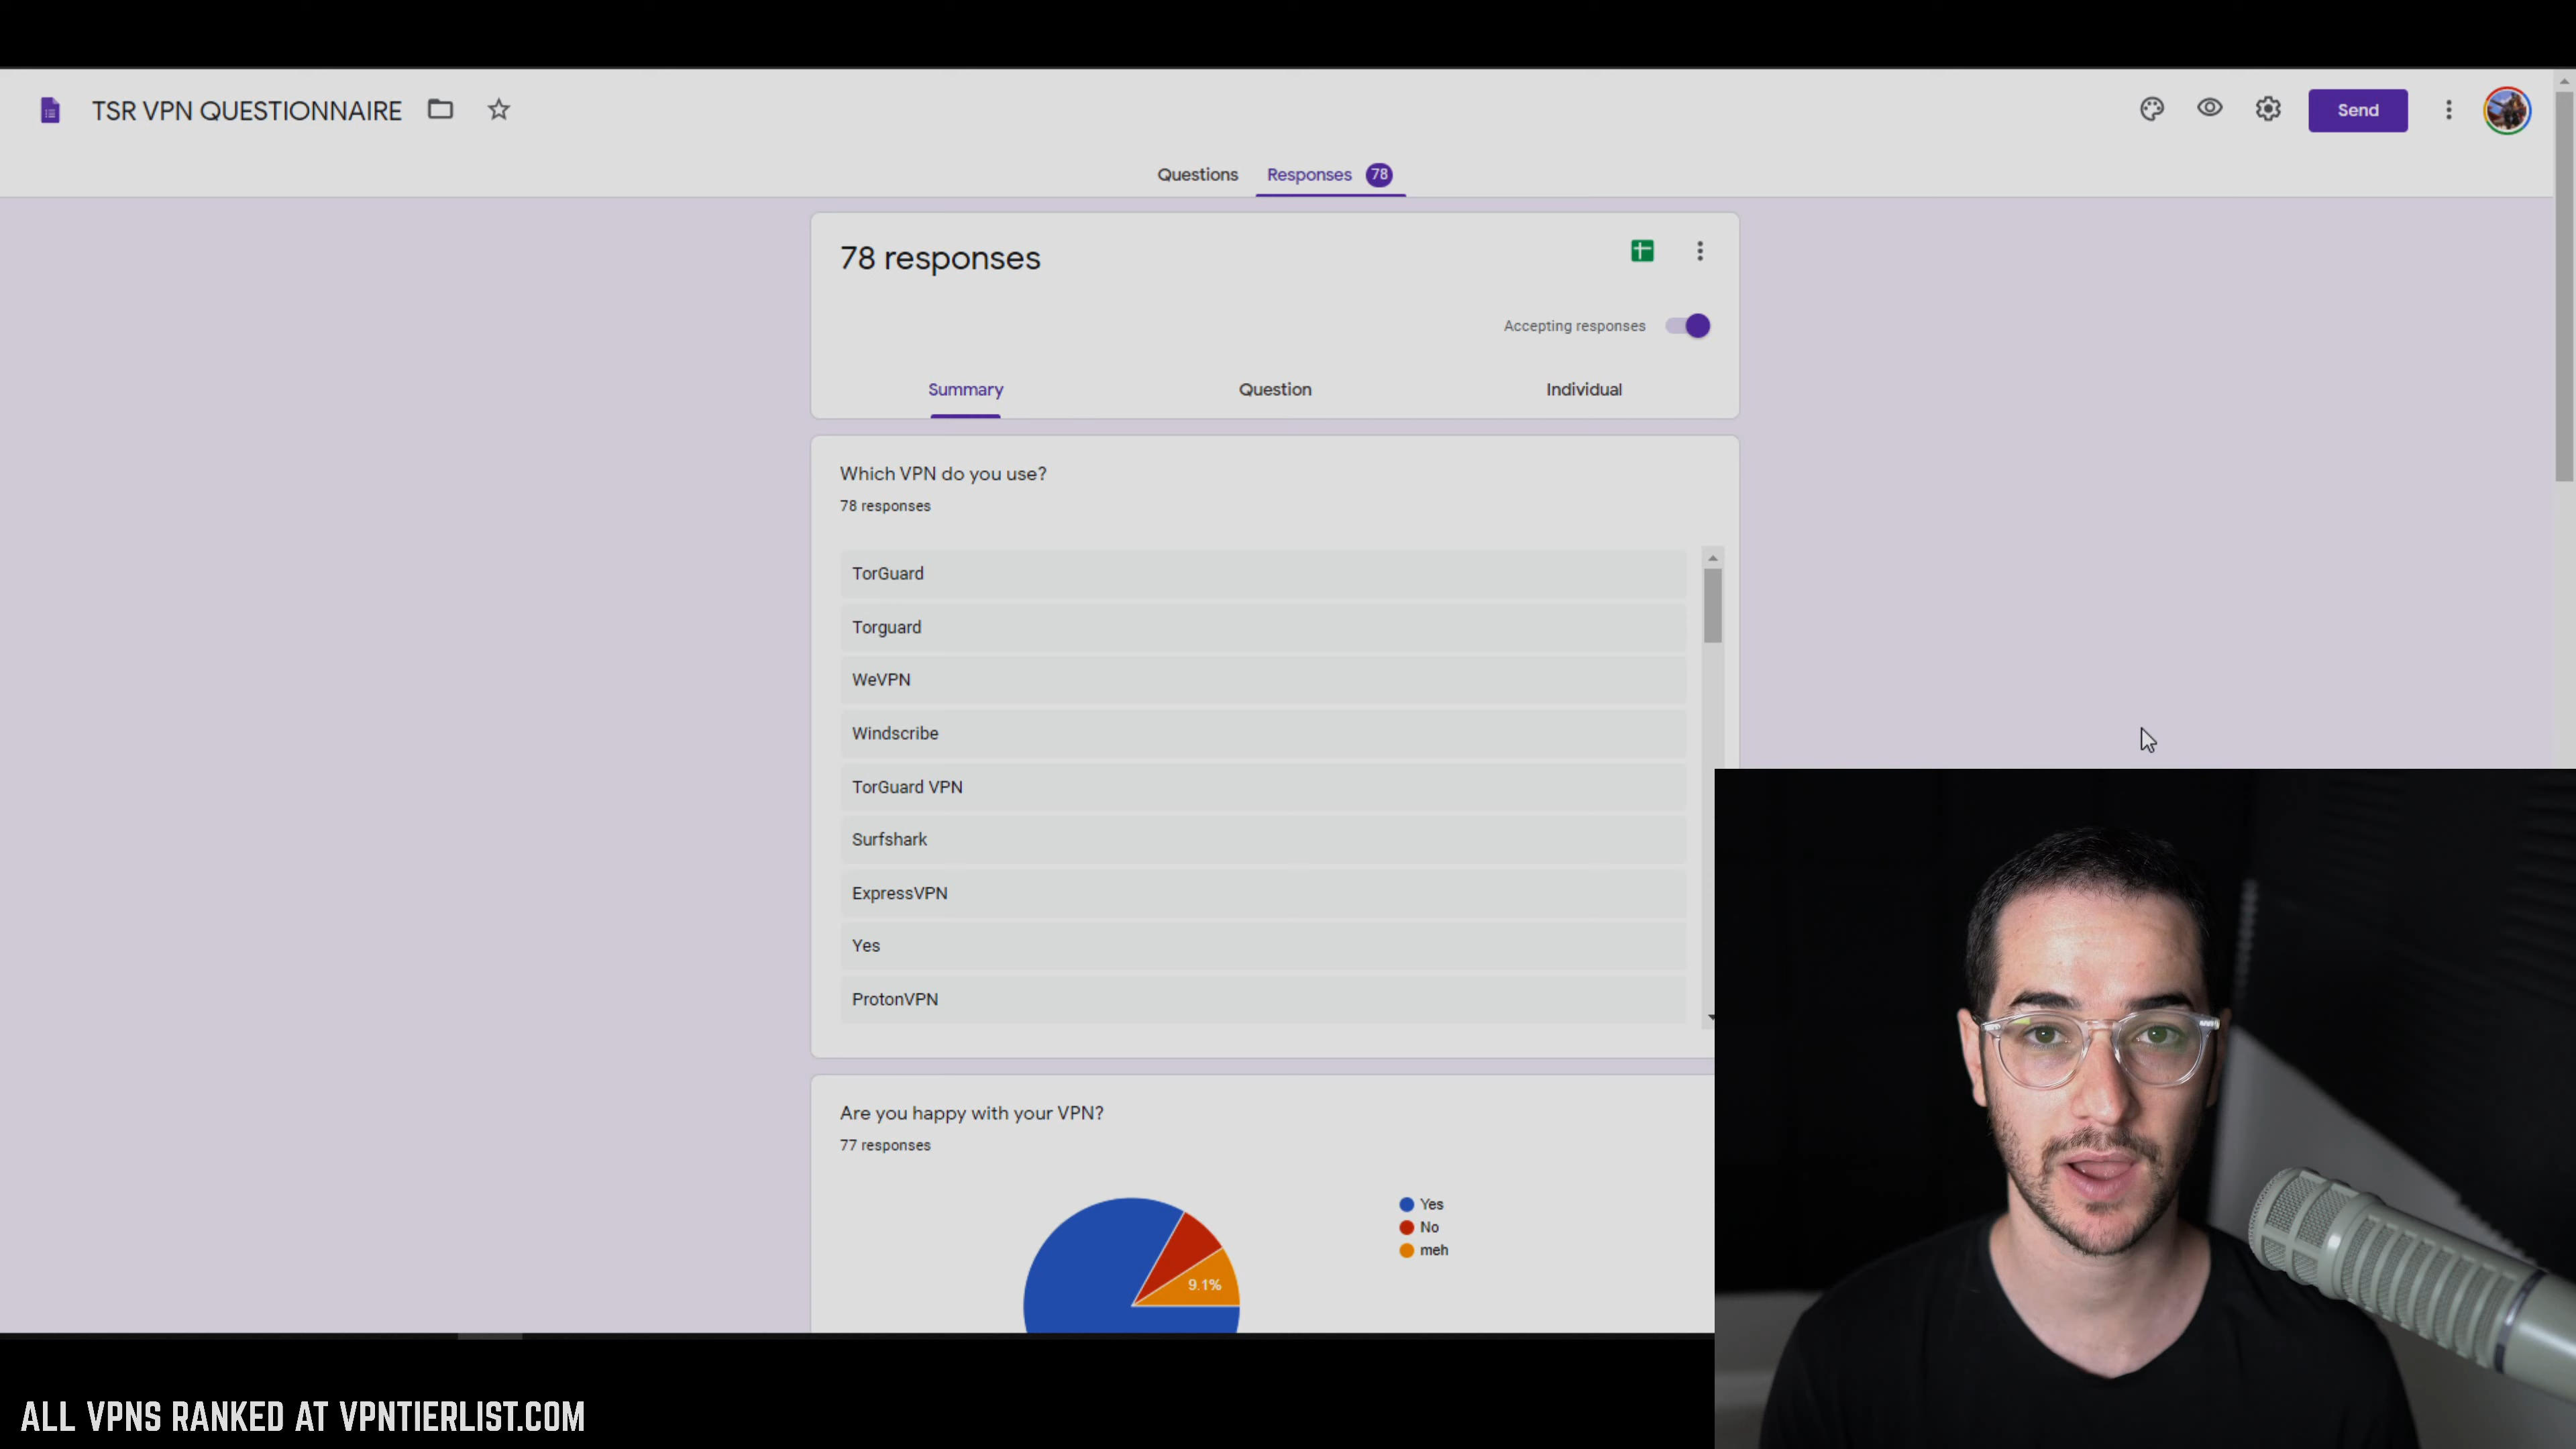 TSR VPN QUESTIONNAIRE
Send
Questions
Responses 78
78 responses
Accepting responses
Summary
Question
Individual
Which VPN do you use?
78 responses
TorGuard
Torguard
WeVPN
Windscribe
TorGuard VPN
Surfshark
ExpressVPN
Yes
ProtonVPN
Are you happy with your VPN?
77 responses
Yes
No
meh
9.1%
ALL VPNS RANKED AT VPNTIERLIST.COM